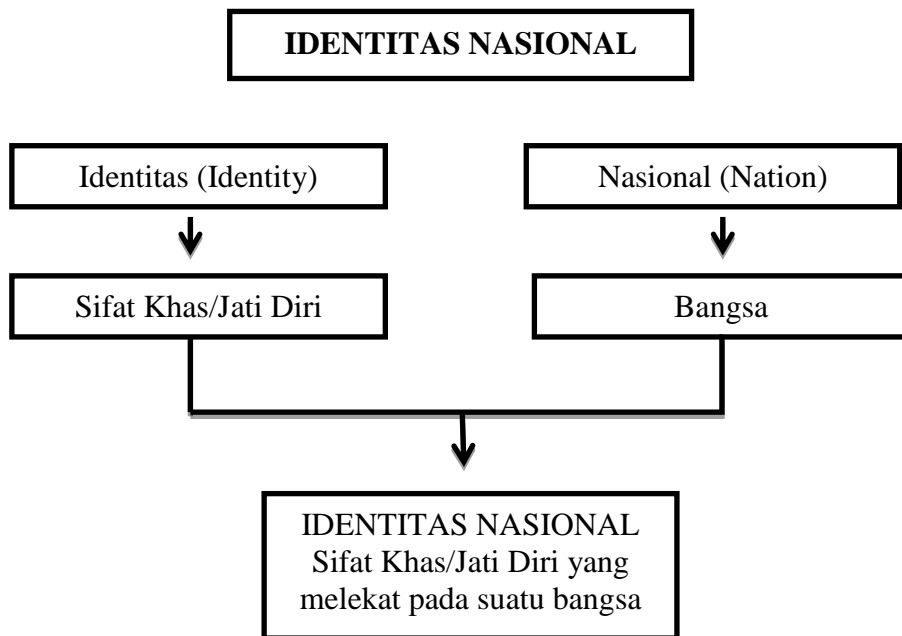 IDENTITAS NASIONAL
Identitas (Identity)
Nasional (Nation)
Sifat Khas/Jati Diri
Bangsa
IDENTITAS NASIONAL
Sifat Khas/Jati Diri yang
melekat pada suatu bangsa